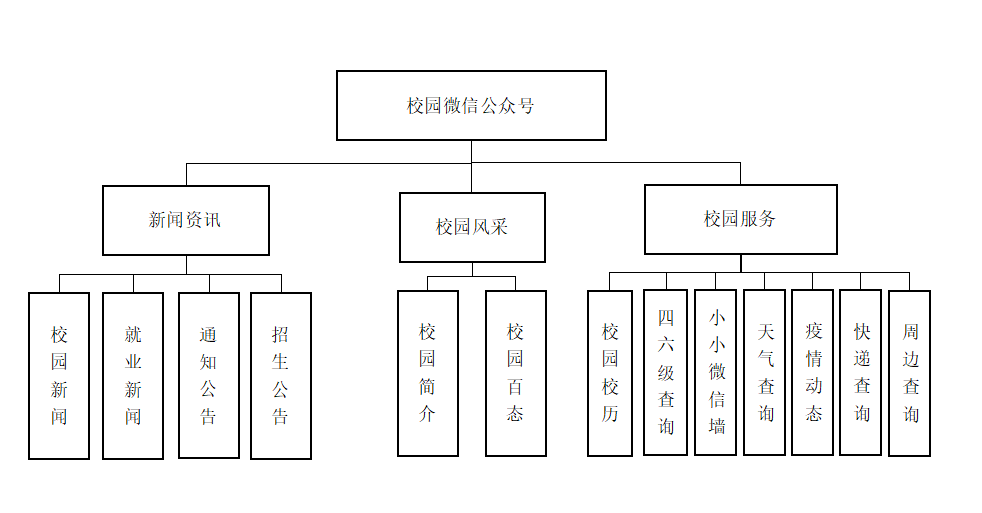 校园微信公众号
新闻资讯
校园风采
校园服务
校园新闻
就业新闻
通知公告
招生公告
校园简介
校园百态
校园校历
四六级查询
小小微信墙
天气查询
疫情动态
快递查询
周边查询